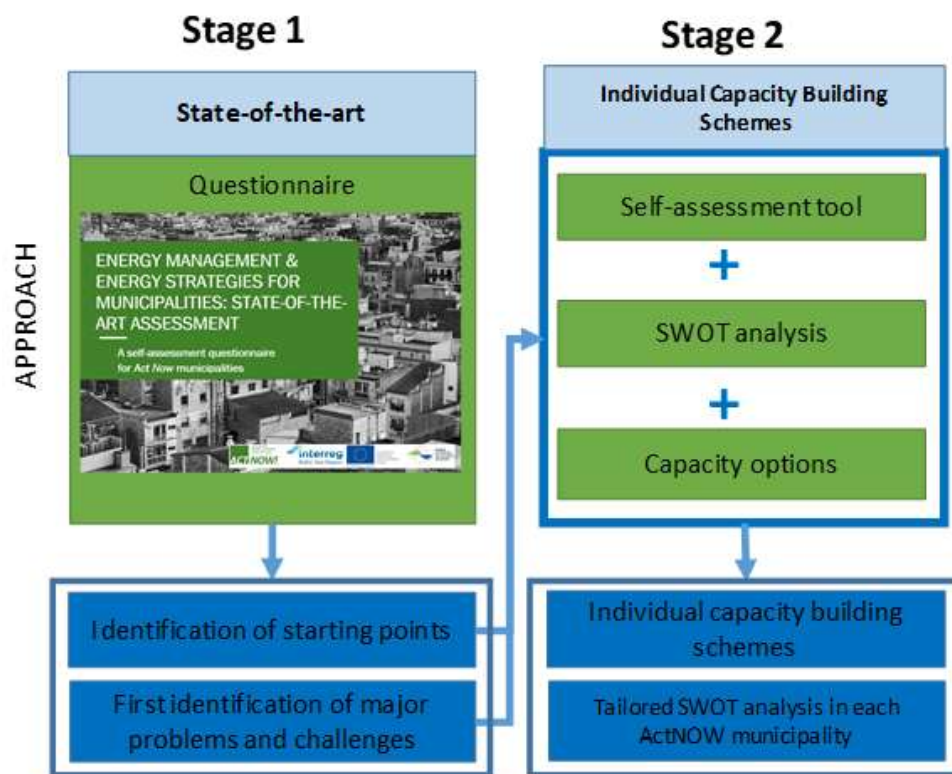 Stage 1
State-of-the-art
Questionnaire
ENERGY MANAGEMENT &
ENERGY STRATEGIES FOR
MUNICIPALITIES: STATE-OF-THE-
ART ASSESSMENT
A self-assessment questionnaire
for Act Now municipalities
ACT NOW!
interreg
APPROACH
Identification of starting points
First identification of major
problems and challenges
Stage 2
Individual Capacity Building
Schemes
Self-assessment tool
+
SWOT analysis
+
Capacity options
Individual capacity building
schemes
Tailored SWOT analysis in each
ActNOW municipality